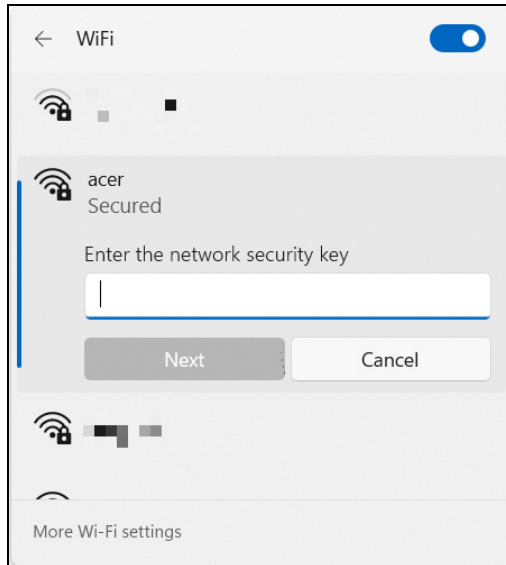 WiFi
acer
Secured
Enter the network security key
Next
Cancel
More Wi-Fi settings